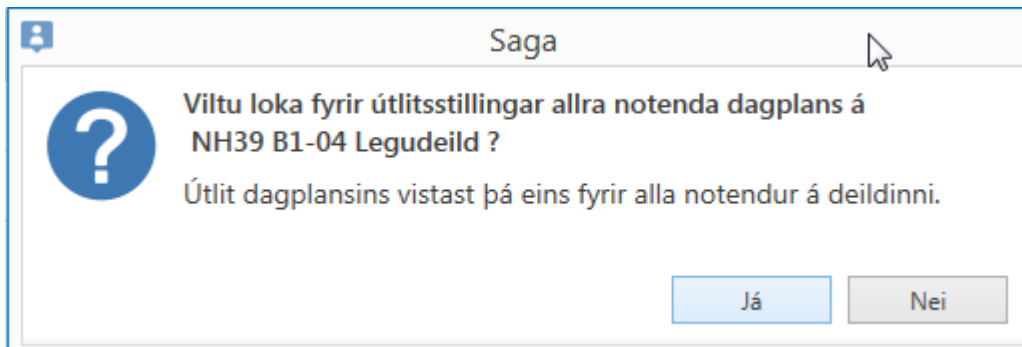 Saga
Viltu loka fyrir útlitsstillingar allra notenda dagplans á
NH39 B1-04 Legudeild ?
Útlit dagplansins vistast þá eins fyrir alla notendur á deildinni.
Já
Nei